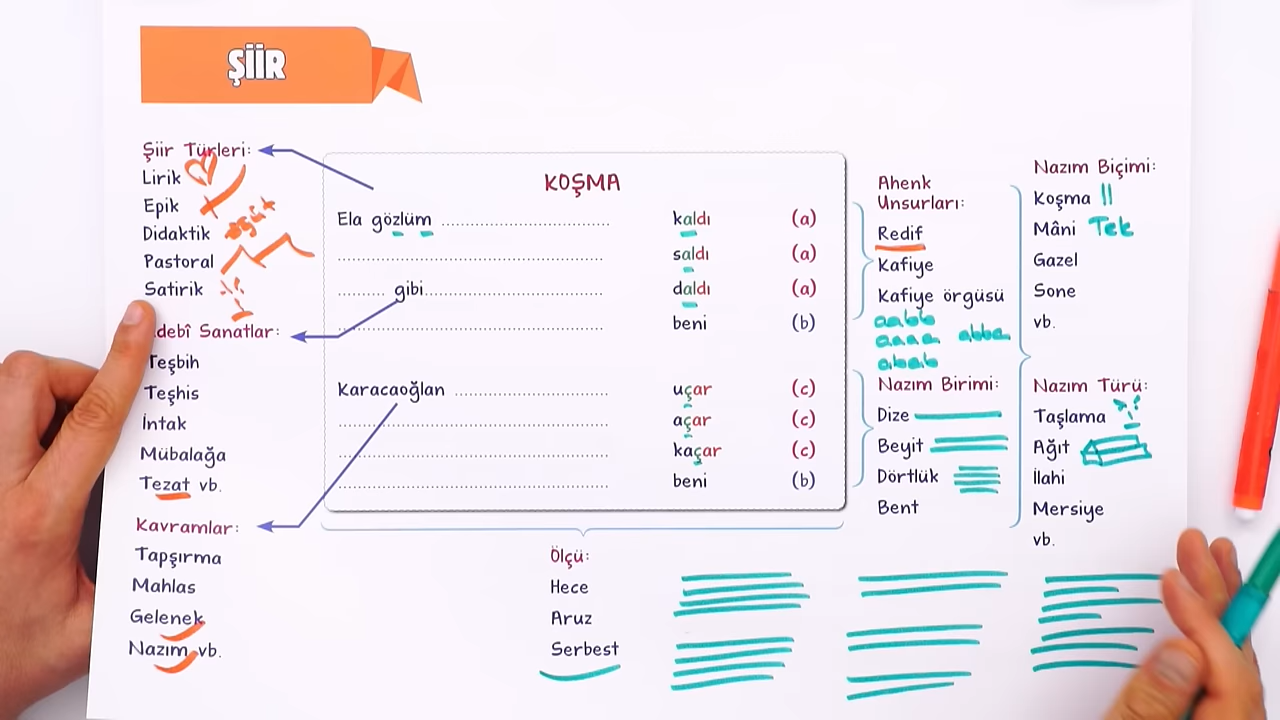 ŞİİR
Şiir Türleri:
Lirik
Epik
Didaktik öğüt
Pastoral
Satirik
Edebî Sanatlar:
Teşbih
Teşhis
İntak
Mübalağa
Tezat vb.
Kavramlar:
Tapşırma
Mahlas
Gelenek
Nazım vb.
KOŞMA
Ela gözlüm ........................................ kaldı (a)
................................................................ saldı (a)
........... gibi........................................... daldı (a)
................................................................ beni (b)
Karacaoğlan ..................................... uçar (c)
................................................................ açar (c)
................................................................ kaçar (c)
................................................................ beni (b)
Ölçü:
Hece
Aruz
Serbest
Ahenk
Unsurları:
Redif
Kafiye
Kafiye örgüsü
aabb
aaaa abba
abab
Nazım Birimi:
Dize
Beyit
Dörtlük
Bent
Nazım Biçimi:
Koşma 11
Mâni Tek
Gazel
Sone
vb.
Nazım Türü:
Taşlama
Ağıt
İlahi
Mersiye
vb.